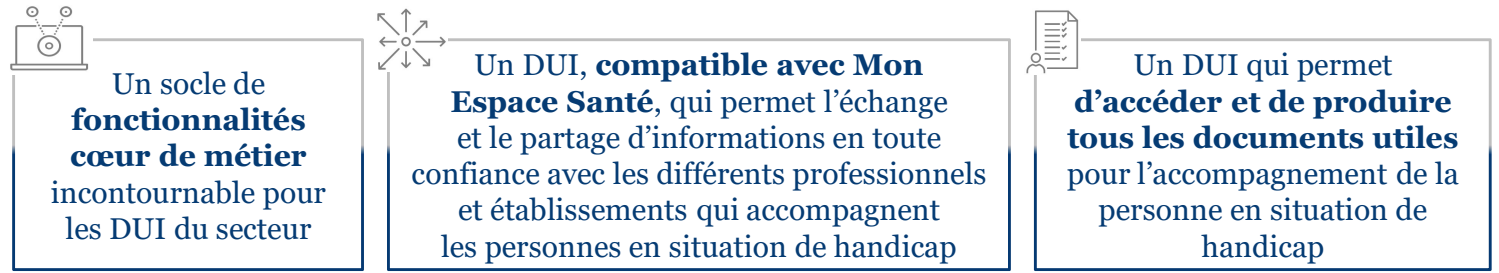 Un socle de
fonctionnalités
cœur de métier
incontournable pour
les DUI du secteur
Un DUI, compatible avec Mon
Espace Santé, qui permet l’échange
et le partage d’informations en toute
confiance avec les différents professionnels
et établissements qui accompagnent
les personnes en situation de handicap
Un DUI qui permet
d’accéder et de produire
tous les documents utiles
pour l’accompagnement de la
personne en situation de
handicap